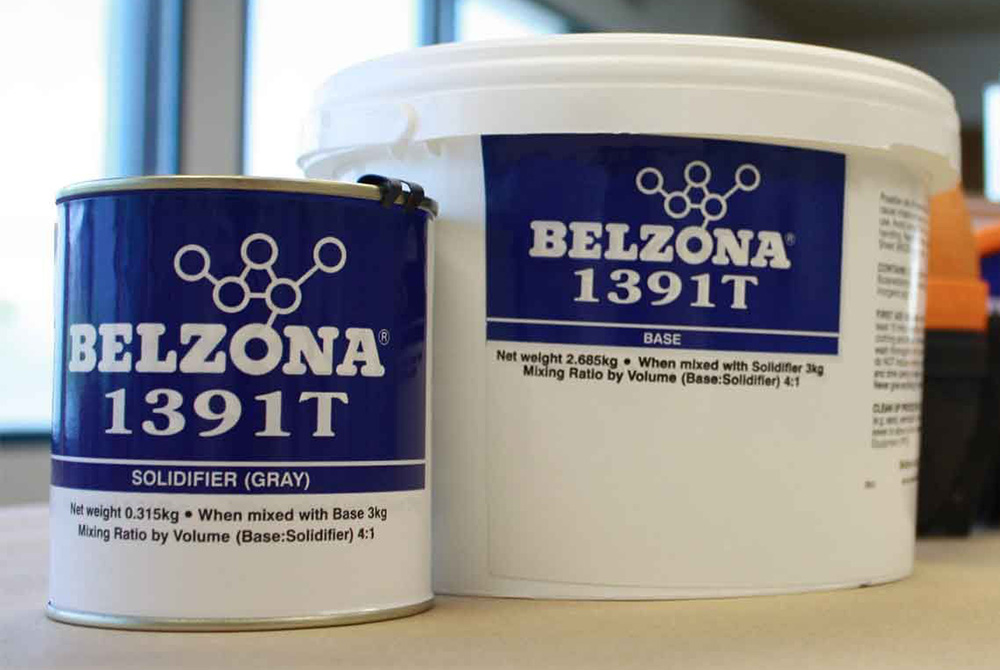 BELZONA®
1391T
SOLIDIFIER (GRAY)
Net weight 0.315kg • When mixed with Base 3kg
Mixing Ratio by Volume (Base:Solidifier) 4:1
BELZONA®
1391T
BASE
Net weight 2.685kg • When mixed with Solidifier 3kg
Mixing Ratio by Volume (Base:Solidifier) 4:1